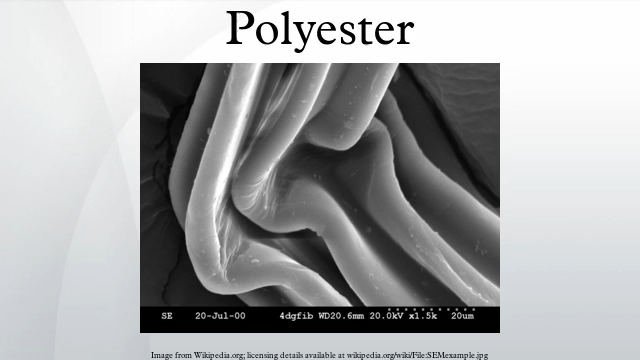 Polyester
SE 20-Jul-00 4dgfib WD20.6mm 20.0kV x1.5k 20um
Image from Wikipedia.org; licensing details available at wikipedia.org/wiki/File:SEMexample.jpg